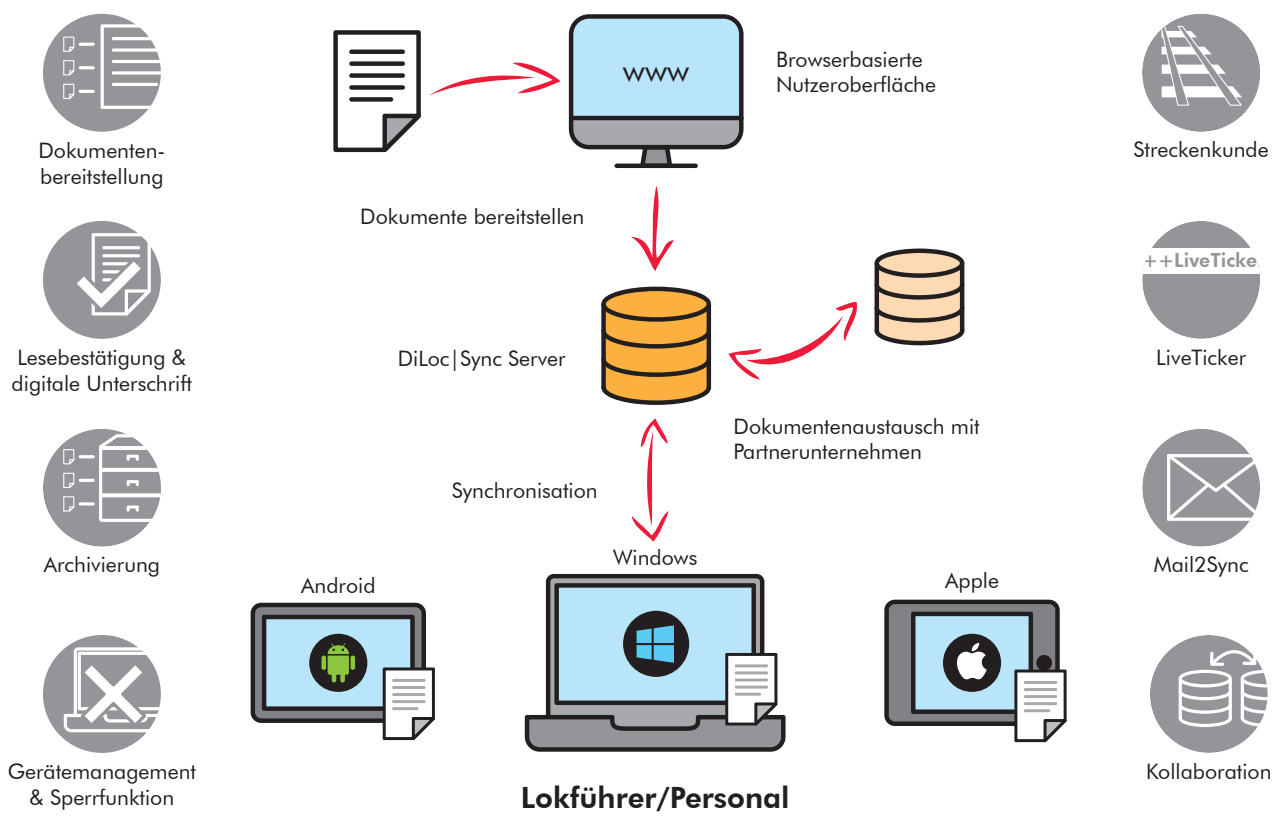 Dokumenten-
bereitstellung
Lesebestätigung &
digitale Unterschrift
Archivierung
Gerätemanagement
& Sperrfunktion
www
Browserbasierte
Nutzeroberfläche
Dokumente bereitstellen
DiLoc|Sync Server
Dokumentenaustausch mit
Partnerunternehmen
Synchronisation
Android
Windows
Apple
Lokführer/Personal
Streckenkunde
++LiveTicke
LiveTicker
Mail2Sync
Kollaboration